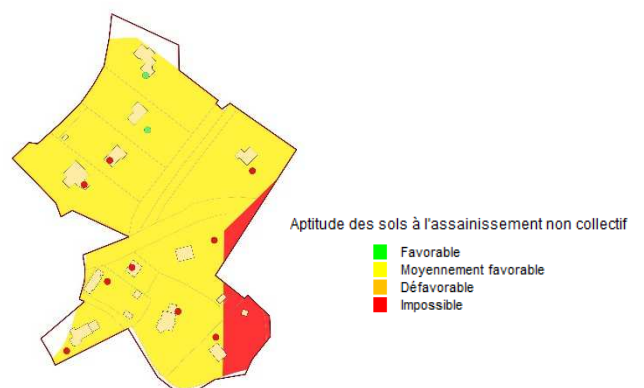 Aptitude des sols à l'assainissement non collectif
Favorable
Moyennement favorable
Défavorable
Impossible